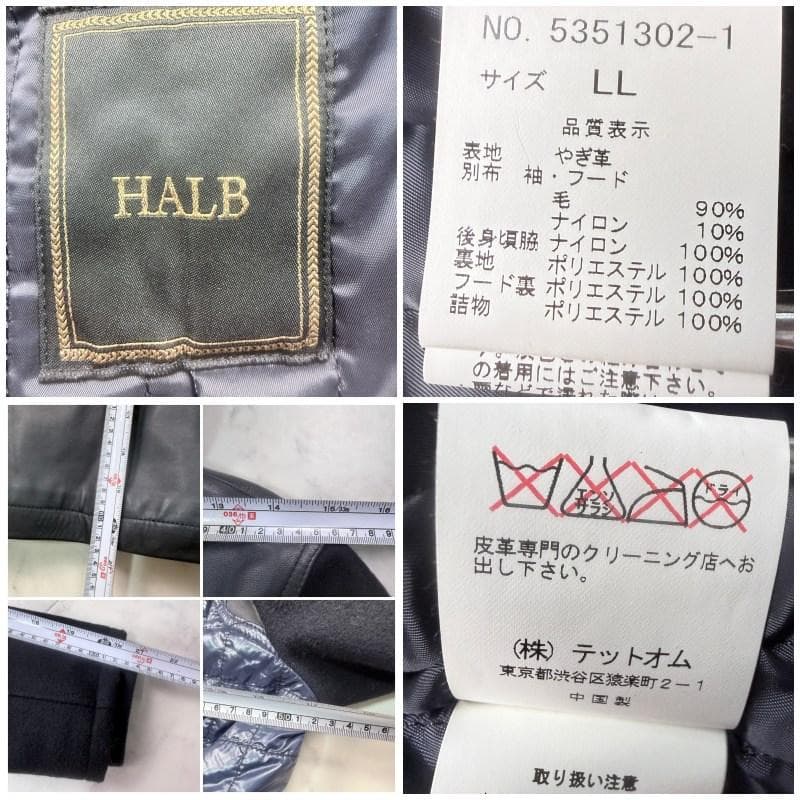 HALB
NO. 5351302-1
サイズ LL
品質表示
表地 やぎ革
別布 袖・フード
毛 90%
ナイロン 10%
後身頃脇 ナイロン 100%
裏地 ポリエステル 100%
フード裏 ポリエステル 100%
詰物 ポリエステル 100%
の着用にはご注意下さい。
エンソ
サラシ
ドライ
皮革専門のクリーニング店へお
出し下さい。
(株) テットオム
東京都渋谷区猿楽町2-1
中国製
取り扱い注意